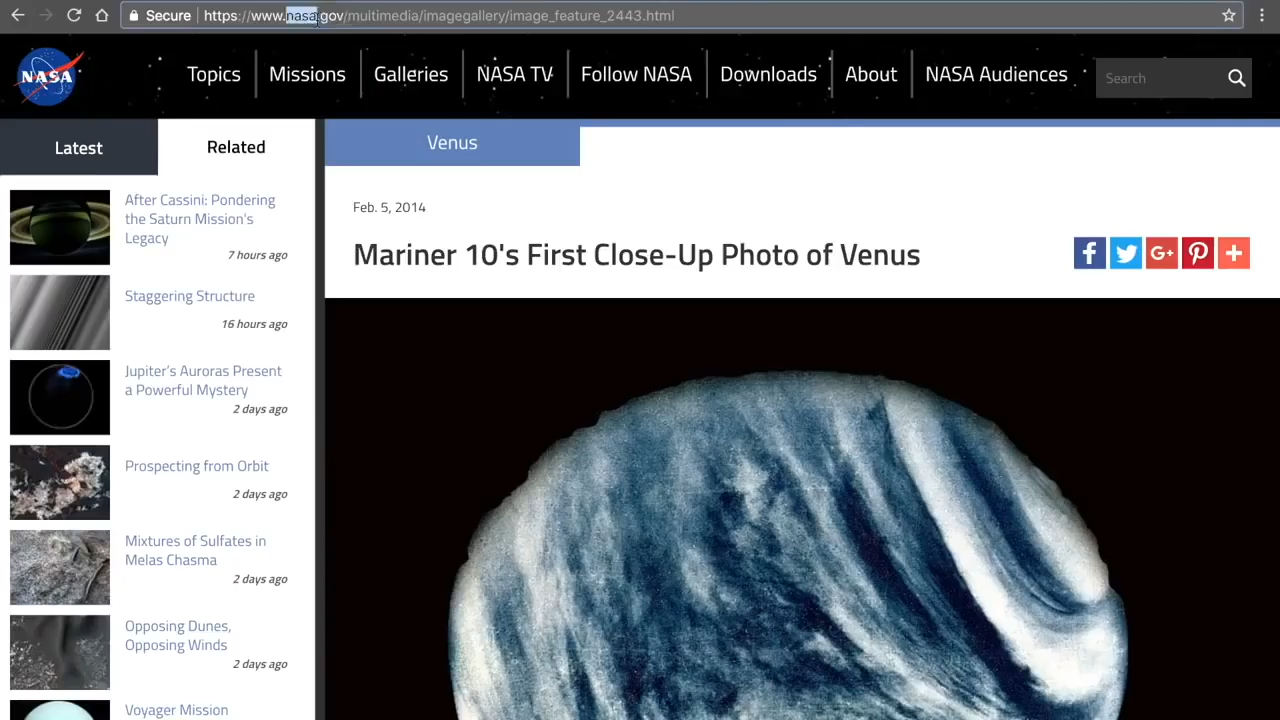 Secure https://www.nasa.gov/multimedia/imagegallery/image_feature_2443.html
NASA
Topics
Missions
Galleries
NASA TV
Follow NASA
Downloads
About
NASA Audiences
Search
Latest
Related
After Cassini: Pondering
the Saturn Mission's
Legacy
7 hours ago
Staggering Structure
16 hours ago
Jupiter's Auroras Present
a Powerful Mystery
2 days ago
Prospecting from Orbit
2 days ago
Mixtures of Sulfates in
Melas Chasma
2 days ago
Opposing Dunes,
Opposing Winds
2 days ago
Voyager Mission
Venus
Feb. 5, 2014
Mariner 10's First Close-Up Photo of Venus